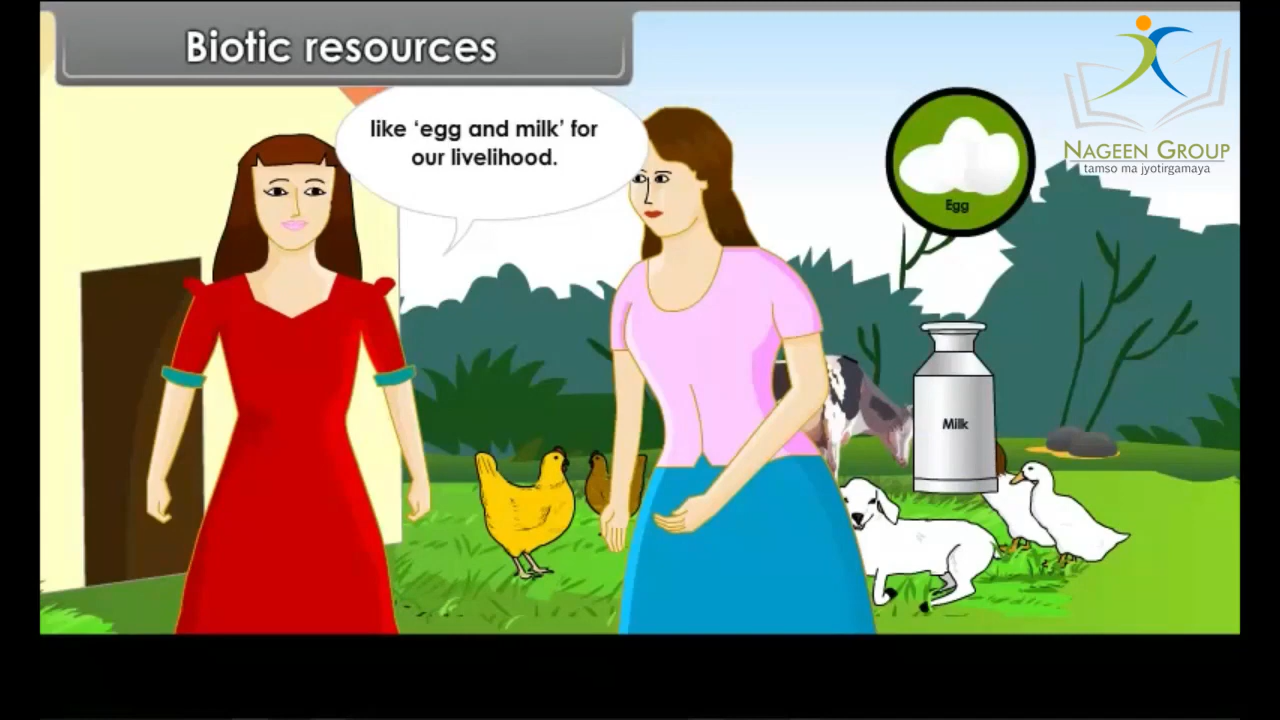 Biotic resources
like ‘egg and milk’ for
our livelihood.
Egg
NAGEEN GROUP
tamso ma jyotirgamaya
Milk